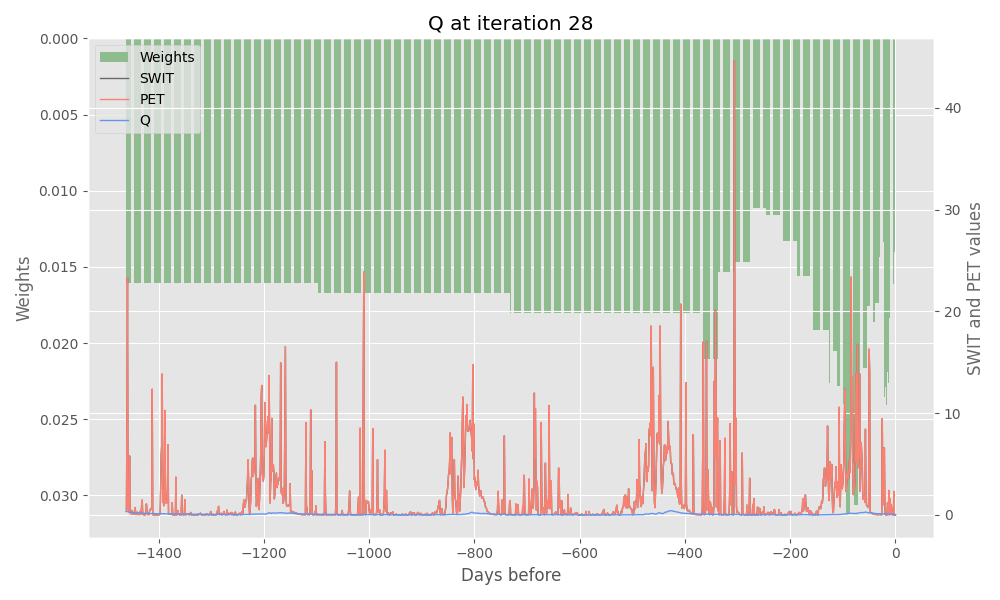 Q at iteration 28
Weights
SWIT
PET
Q
0.000
0.005
0.010
0.015
0.020
0.025
0.030
Weights
40
30
20
10
0
SWIT and PET values
−1400
−1200
−1000
−800
−600
−400
−200
0
Days before